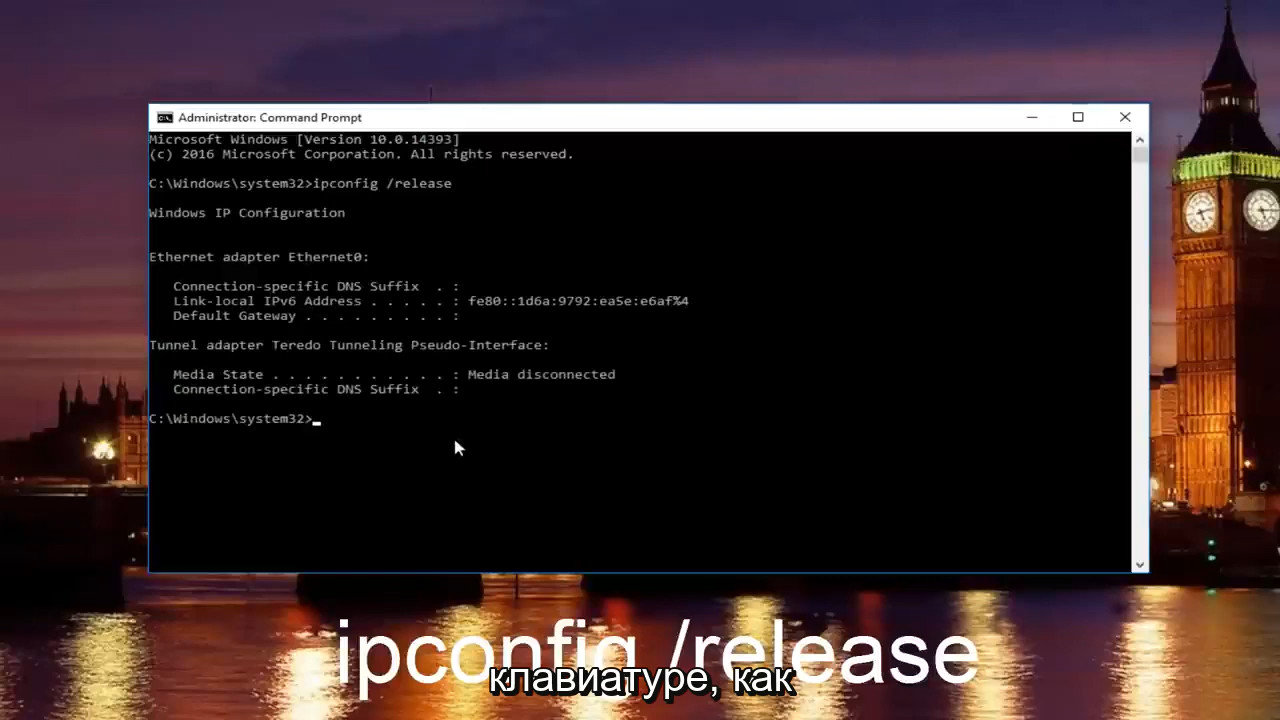 Administrator: Command Prompt
Microsoft Windows [Version 10.0.14393]
(c) 2016 Microsoft Corporation. All rights reserved.
C:\Windows\system32>ipconfig /release
Windows IP Configuration
Ethernet adapter Ethernet0:
Connection-specific DNS Suffix  . :
Link-local IPv6 Address . . . . . : fe80::1d6a:9792:ea5e:e6af%4
Default Gateway . . . . . . . . . :
Tunnel adapter Teredo Tunneling Pseudo-Interface:
Media State . . . . . . . . . . . : Media disconnected
Connection-specific DNS Suffix  . :
C:\Windows\system32>
ipconfig /release
клавиатуре, как